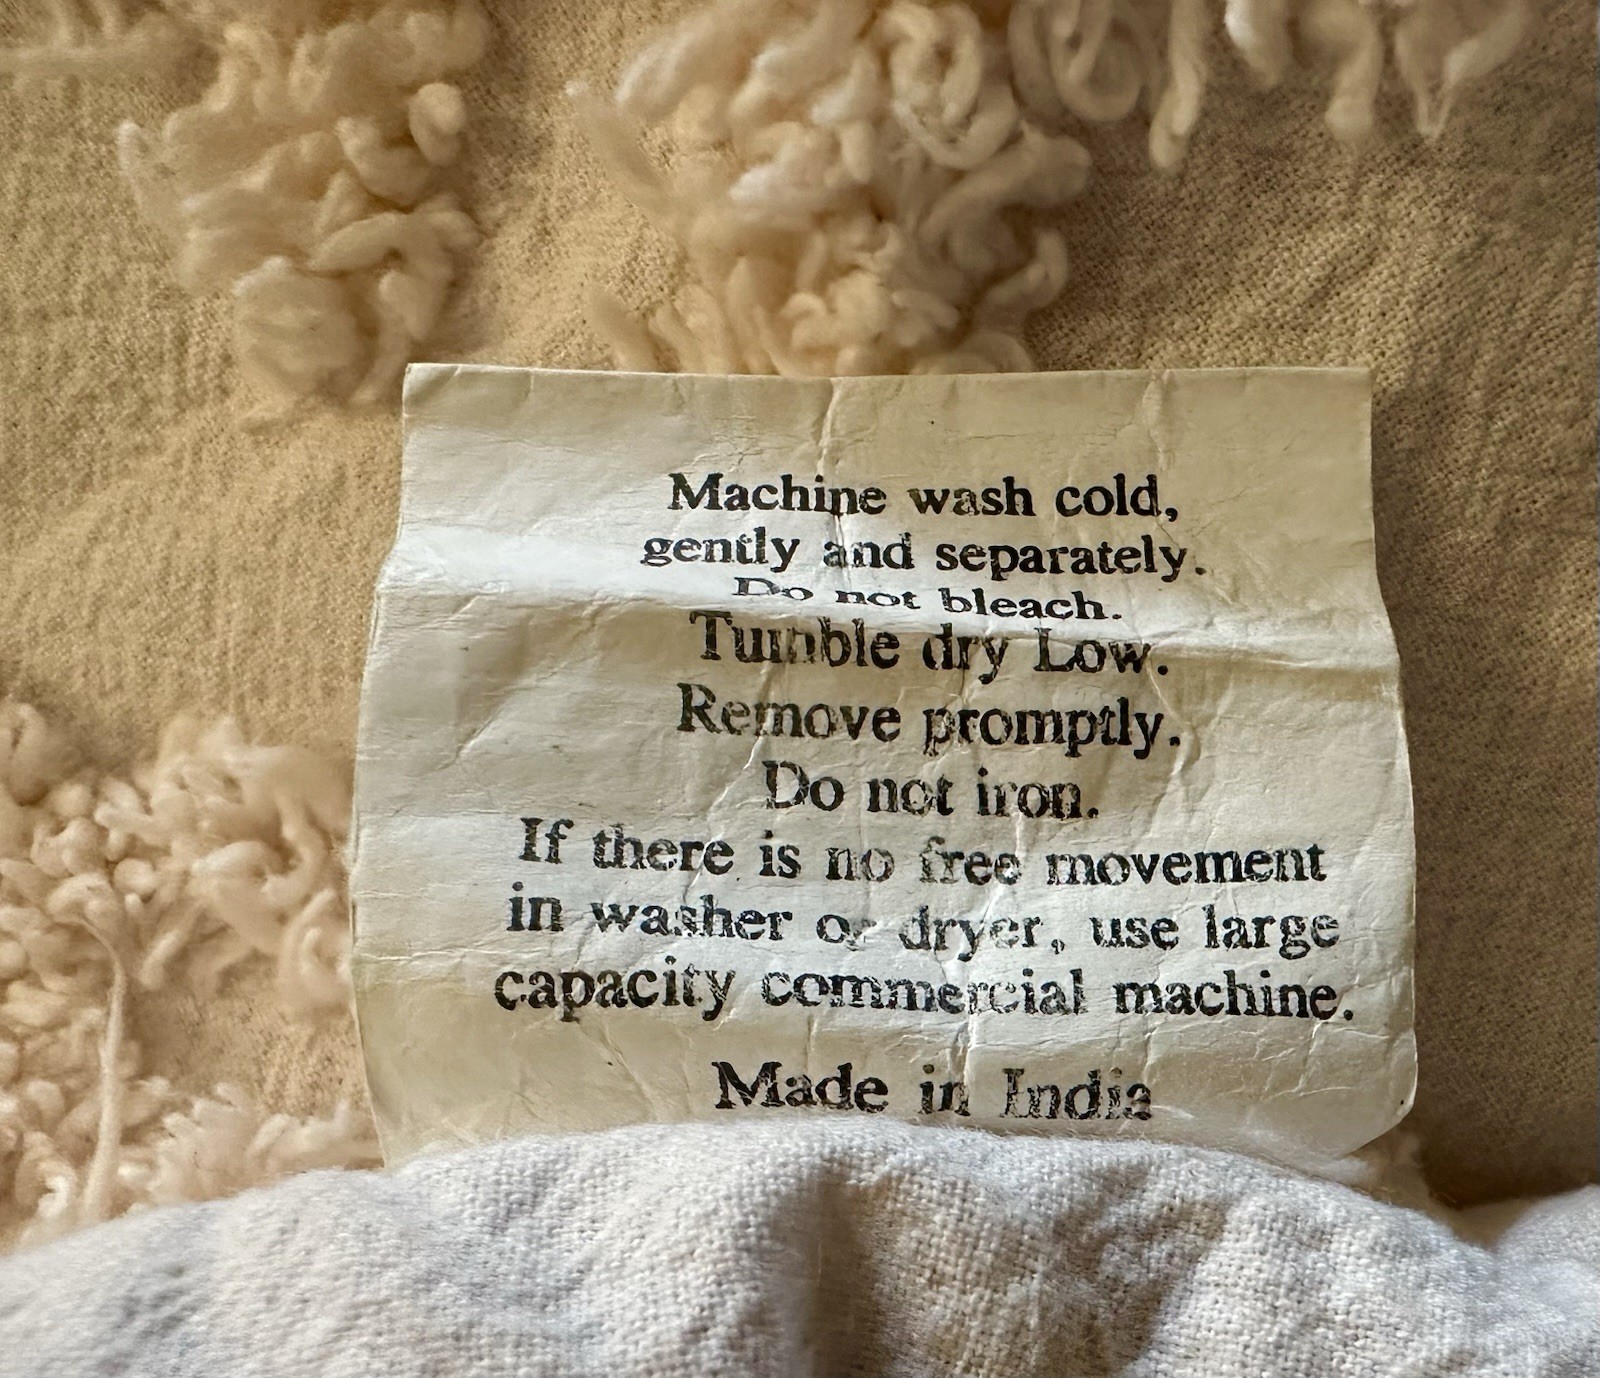 Machine wash cold,
gently and separately.
Do not bleach.
Tumble dry Low.
Remove promptly.
Do not iron.
If there is no free movement
in washer or dryer, use large
capacity commercial machine.
Made in India